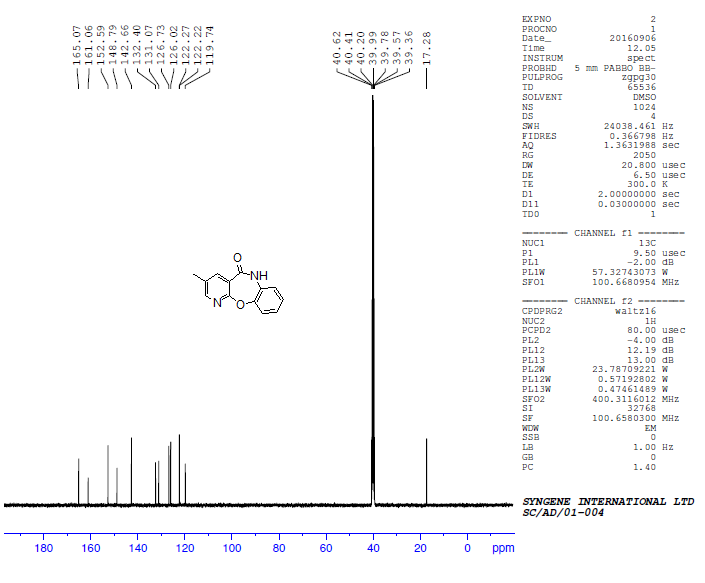 165.07
161.06
152.59
148.79
142.66
132.40
131.07
126.73
126.02
122.27
122.22
119.74
40.62
40.41
40.20
39.99
39.78
39.57
39.36
17.28
EXPNO 2
PROCNO 1
Date_ 20160906
Time 12.05
INSTRUM spect
PROBHD 5 mm PABBO BB-
PULPROG zgpg30
TD 65536
SOLVENT DMSO
NS 1024
DS 4
SWH 24038.461 Hz
FIDRES 0.366798 Hz
AQ 1.3631988 sec
RG 2050
DW 20.800 usec
DE 6.50 usec
TE 300.0 K
D1 2.00000000 sec
D11 0.03000000 sec
TD0 1
======== CHANNEL f1 ========
NUC1 13C
P1 9.50 usec
PL1 -2.00 dB
PL1W 57.32743073 W
SFO1 100.6680954 MHz
======== CHANNEL f2 ========
CPDPRG2 waltz16
NUC2 1H
PCPD2 80.00 usec
PL2 -4.00 dB
PL12 12.19 dB
PL13 13.00 dB
PL2W 23.78709221 W
PL12W 0.57192802 W
PL13W 0.47461489 W
SFO2 400.3116012 MHz
SI 32768
SF 100.6580300 MHz
WDW EM
SSB 0
LB 1.00 Hz
GB 0
PC 1.40
O
NH
N
O
SYNGENE INTERNATIONAL LTD
SC/AD/01-004
180 160 140 120 100 80 60 40 20 0 ppm